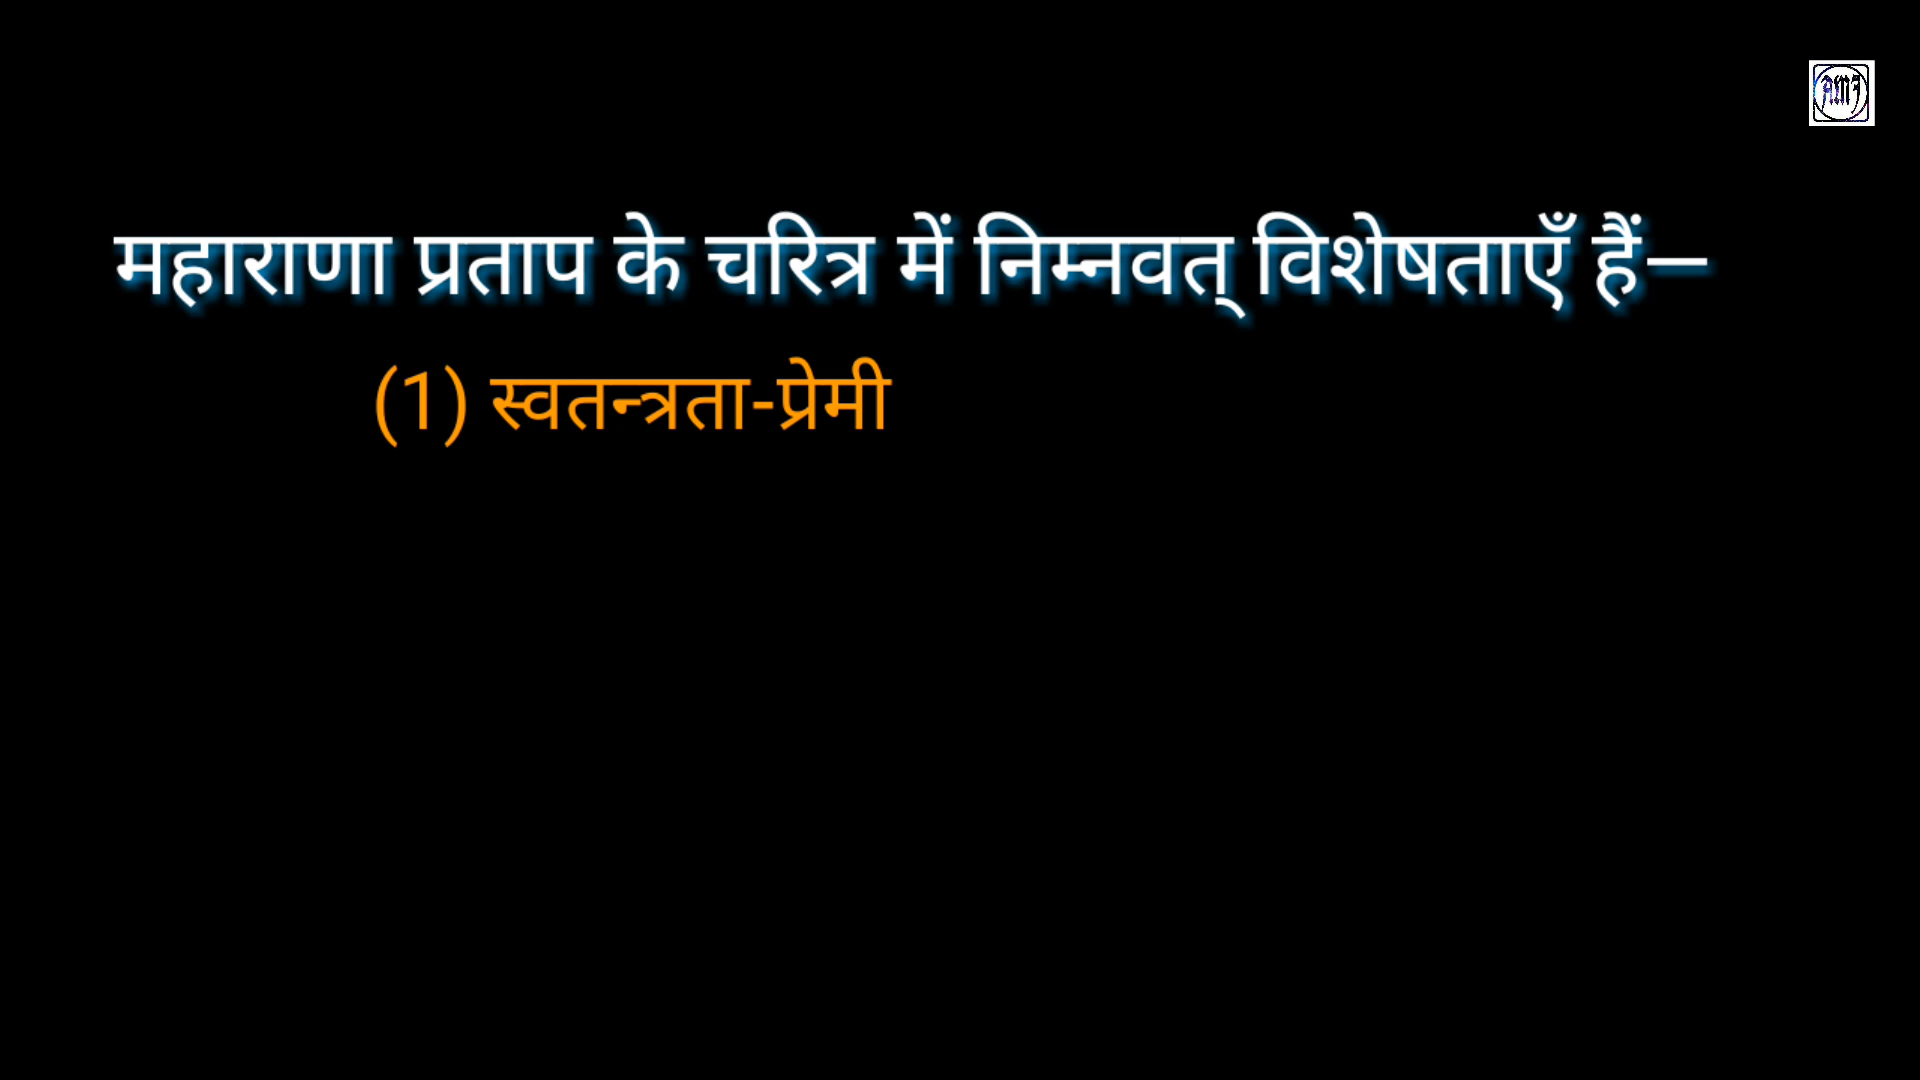 महाराणा प्रताप के चरित्र में निम्नवत् विशेषताएँ हैं—
(1) स्वतन्त्रता-प्रेमी